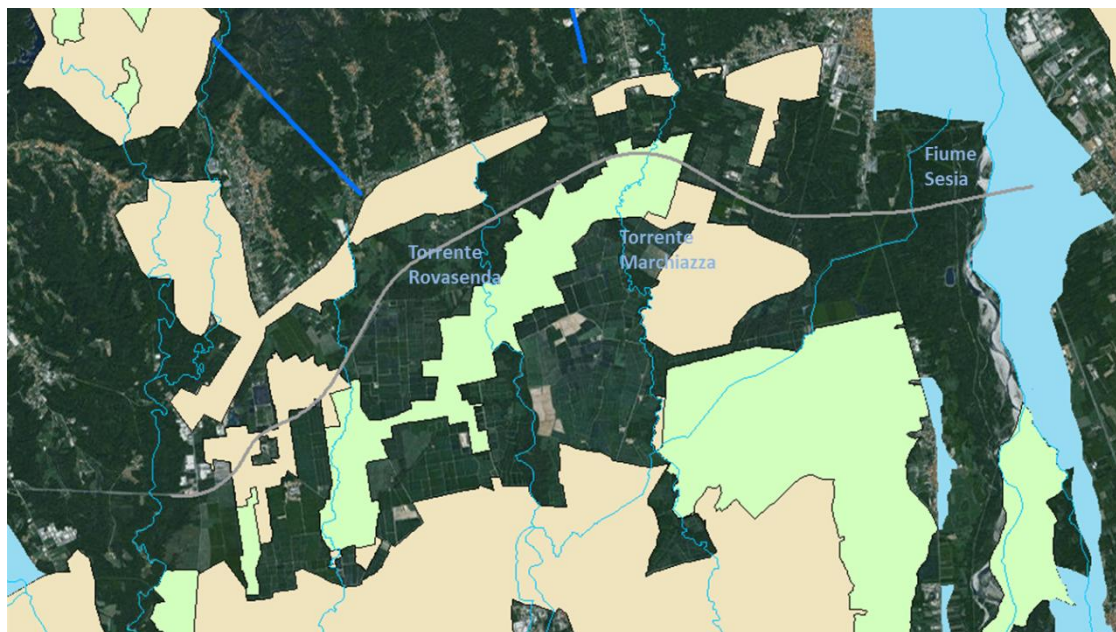 Fiume
Sesia
Torrente
Rovasenda
Torrente
Marchiazza